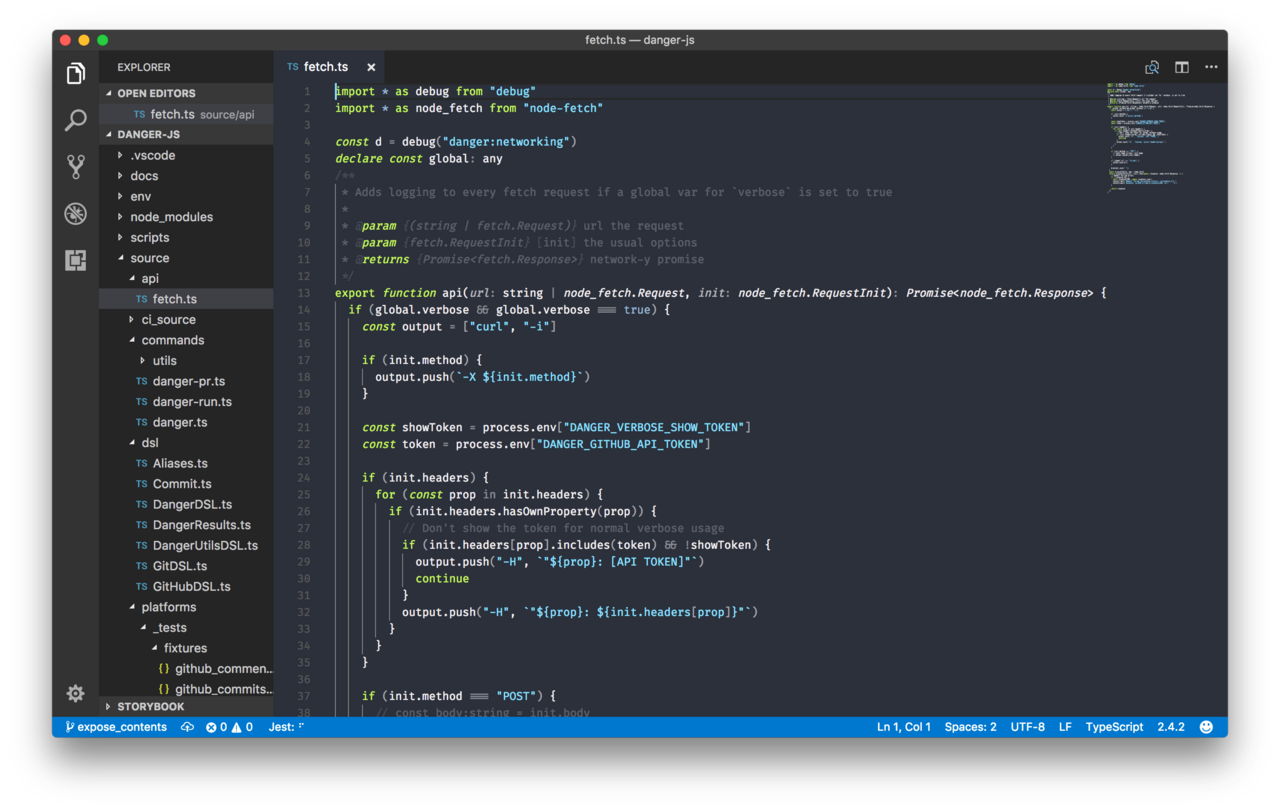 fetch.ts — danger-js
EXPLORER
OPEN EDITORS
TS fetch.ts source/api
DANGER-JS
.vscode
docs
env
node_modules
scripts
source
api
TS fetch.ts
ci_source
commands
utils
TS danger-pr.ts
TS danger-run.ts
TS danger.ts
dsl
TS Aliases.ts
TS Commit.ts
TS DangerDSL.ts
TS DangerResults.ts
TS DangerUtilsDSL.ts
TS GitDSL.ts
TS GitHubDSL.ts
platforms
_tests
fixtures
{} github_commen...
{} github_commits...
STORYBOOK
TS fetch.ts ×
1 import * as debug from "debug"
2 import * as node_fetch from "node-fetch"
3
4 const d = debug("danger:networking")
5 declare const global: any
6 /**
7 * Adds logging to every fetch request if a global var for `verbose` is set to true
8 *
9 * @param {(string | fetch.Request)} url the request
10 * @param {fetch.RequestInit} [init] the usual options
11 * @returns {Promise<fetch.Response>} network-y promise
12 */
13 export function api(url: string | node_fetch.Request, init: node_fetch.RequestInit): Promise<node_fetch.Response> {
14 if (global.verbose && global.verbose === true) {
15 const output = ["curl", "-i"]
16
17 if (init.method) {
18 output.push(`-X ${init.method}`)
19 }
20
21 const showToken = process.env["DANGER_VERBOSE_SHOW_TOKEN"]
22 const token = process.env["DANGER_GITHUB_API_TOKEN"]
23
24 if (init.headers) {
25 for (const prop in init.headers) {
26 if (init.headers.hasOwnProperty(prop)) {
27 // Don't show the token for normal verbose usage
28 if (init.headers[prop].includes(token) && !showToken) {
29 output.push("-H", `"${prop}: [API TOKEN]"`)
30 continue
31 }
32 output.push("-H", `"${prop}: ${init.headers[prop]}"`)
33 }
34 }
35 }
36
37 if (init.method === "POST") {
38 // const body:string = init.body
expose_contents 0 0 Jest: Ln 1, Col 1 Spaces: 2 UTF-8 LF TypeScript 2.4.2